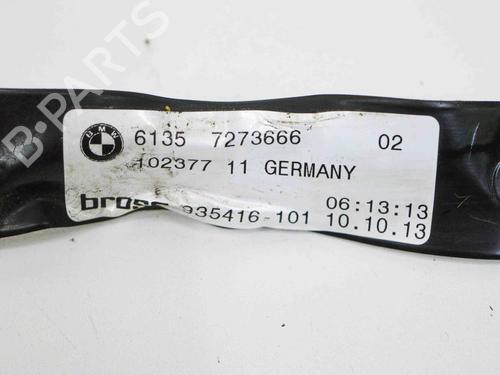 BMW
6135 7273666 02
102377 11 GERMANY
brose 935416-101
06:13:13
10.10.13
B-PARTS